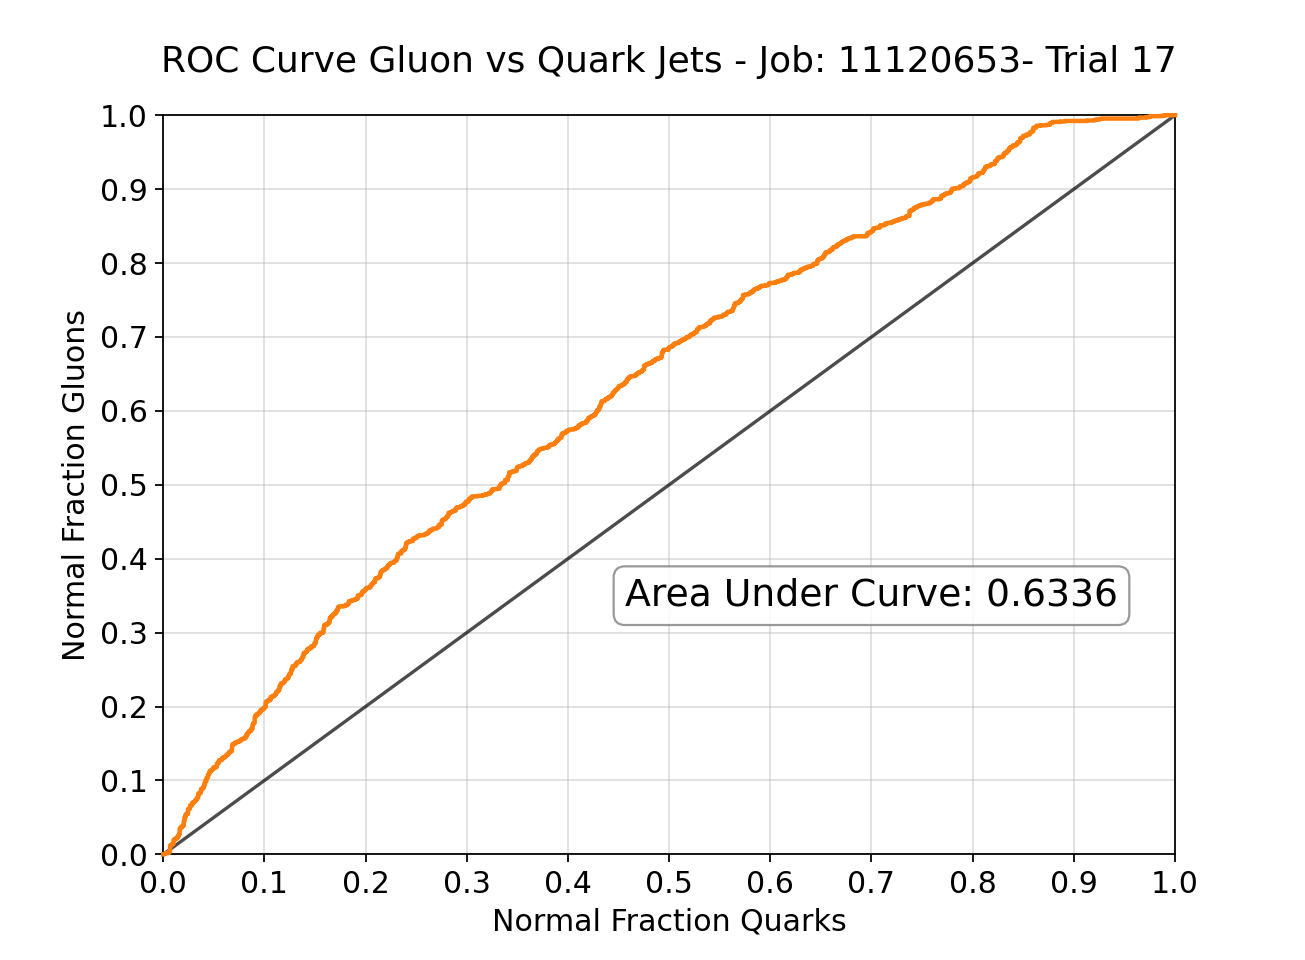 ROC Curve Gluon vs Quark Jets - Job: 11120653- Trial 17
1.0
0.9
0.8
0.7
0.6
0.5
0.4
0.3
0.2
0.1
0.0
Normal Fraction Gluons
Area Under Curve: 0.6336
0.0 0.1 0.2 0.3 0.4 0.5 0.6 0.7 0.8 0.9 1.0
Normal Fraction Quarks